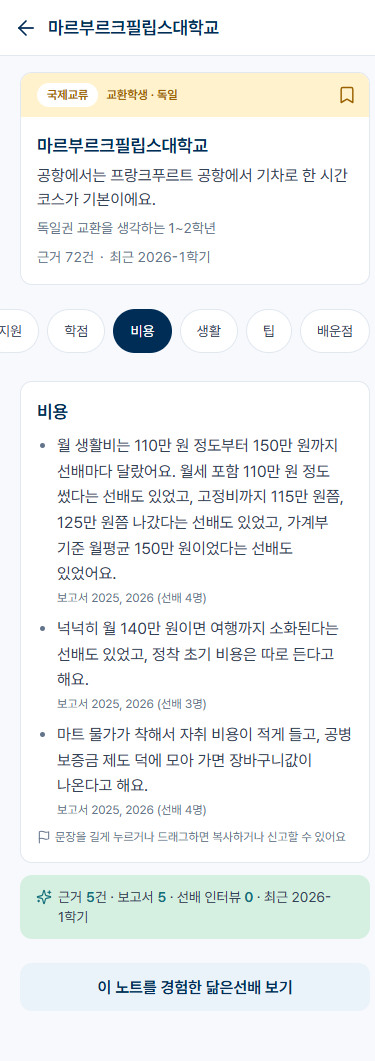 마르부르크필립스대학교
국제교류 교환학생 · 독일
마르부르크필립스대학교
공항에서는 프랑크푸르트 공항에서 기차로 한 시간
코스가 기본이에요.
독일권 교환을 생각하는 1~2학년
근거 72건 · 최근 2026-1학기
지원 학점 비용 생활 팁 배운점
비용
• 월 생활비는 110만 원 정도부터 150만 원까지
선배마다 달랐어요. 월세 포함 110만 원 정도
썼다는 선배도 있었고, 고정비까지 115만 원쯤,
125만 원쯤 나갔다는 선배도 있었고, 가계부
기준 월평균 150만 원이었다는 선배도
있었어요.
보고서 2025, 2026 (선배 4명)
• 넉넉히 월 140만 원이면 여행까지 소화된다는
선배도 있었고, 정착 초기 비용은 따로 든다고
해요.
보고서 2025, 2026 (선배 3명)
• 마트 물가가 착해서 자취 비용이 적게 들고, 공병
보증금 제도 덕에 모아 가면 장바구니값이
나온다고 해요.
보고서 2025, 2026 (선배 4명)
문장을 길게 누르거나 드래그하면 복사하거나 신고할 수 있어요
근거 5건 · 보고서 5 · 선배 인터뷰 0 · 최근 2026-
1학기
이 노트를 경험한 닮은선배 보기